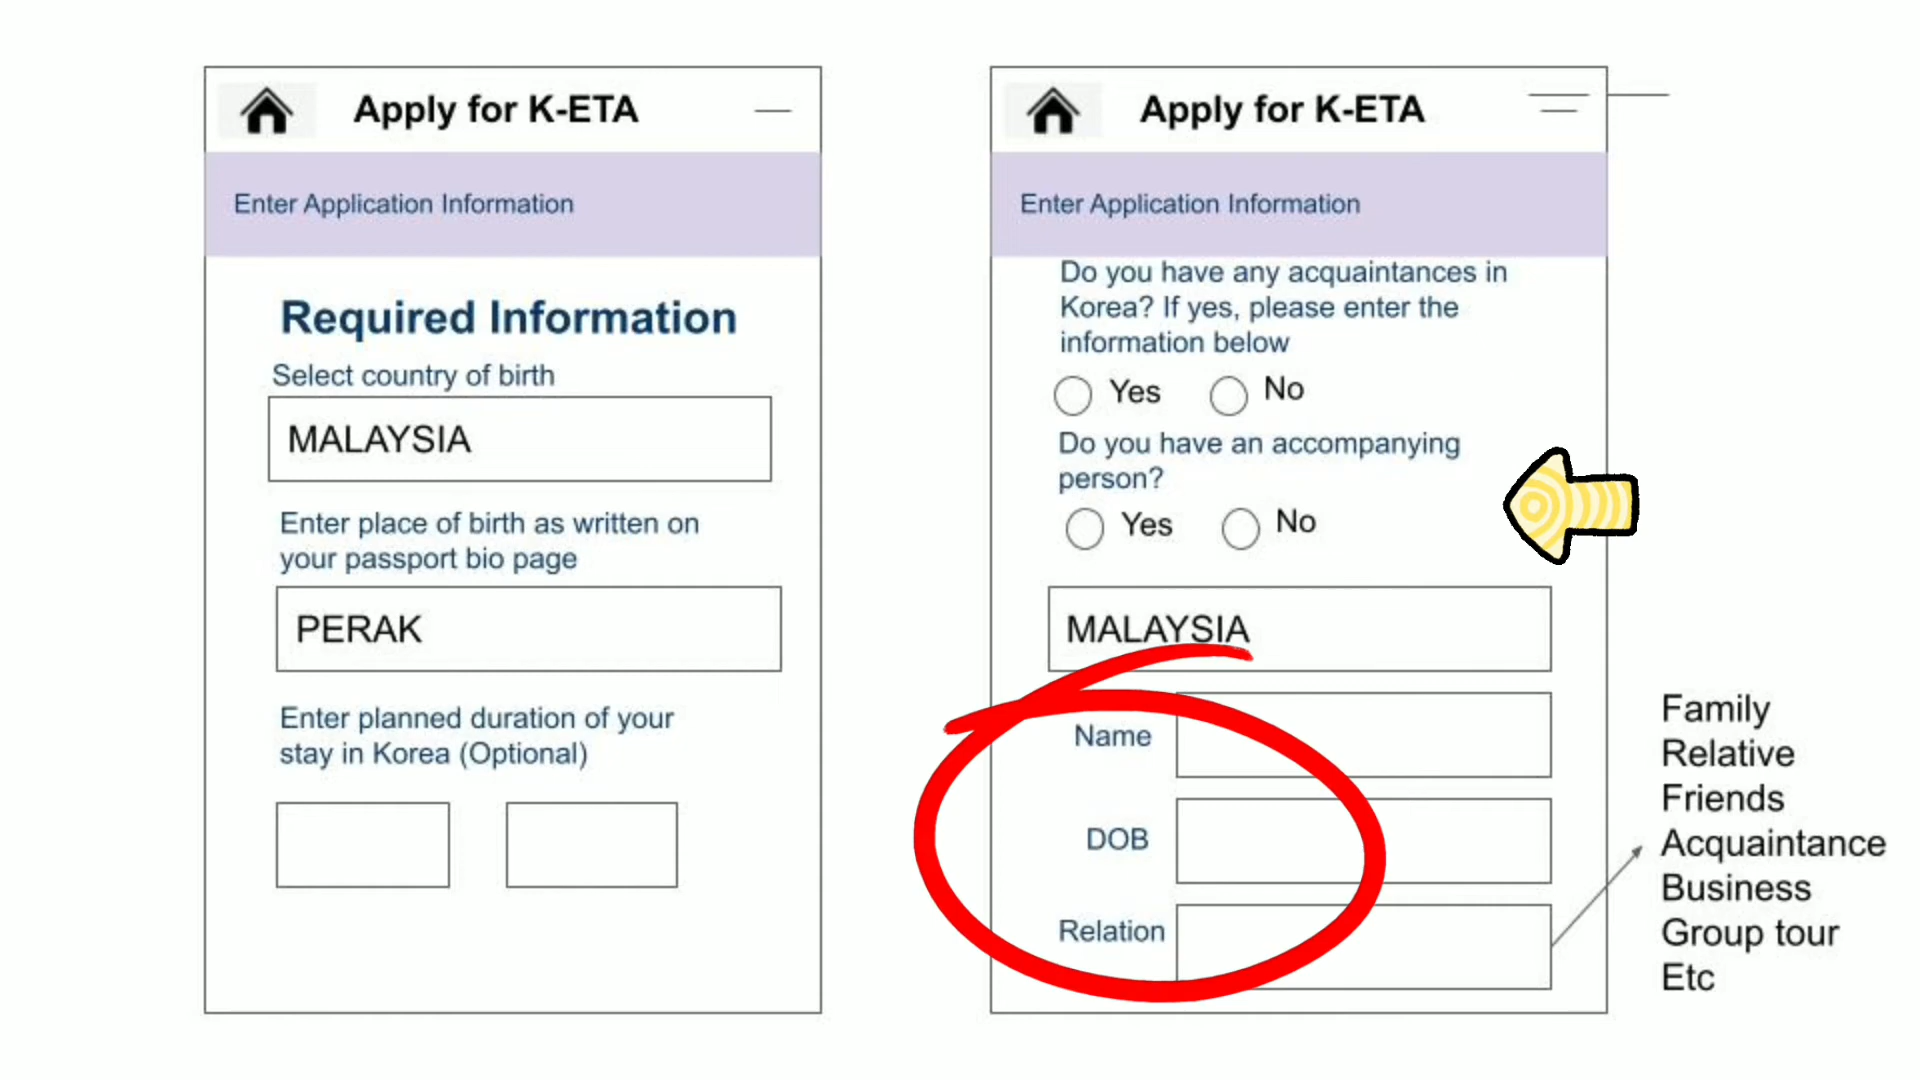 Apply for K-ETA
Enter Application Information
Required Information
Select country of birth
MALAYSIA
Enter place of birth as written on
your passport bio page
PERAK
Enter planned duration of your
stay in Korea (Optional)
Apply for K-ETA
Enter Application Information
Do you have any acquaintances in
Korea? If yes, please enter the
information below
Yes No
Do you have an accompanying
person?
Yes No
MALAYSIA
Name
DOB
Relation
Family
Relative
Friends
Acquaintance
Business
Group tour
Etc